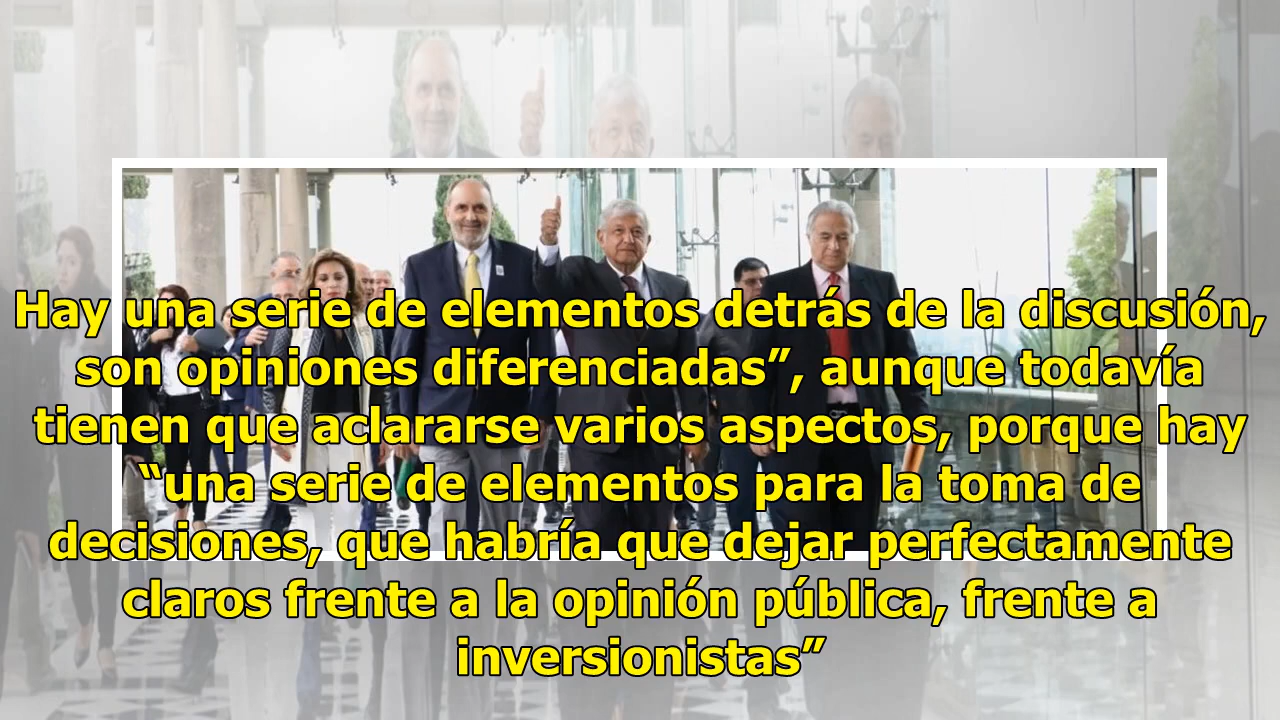 Hay una serie de elementos detrás de la discusión,
son opiniones diferenciadas”, aunque todavía
tienen que aclararse varios aspectos, porque hay
“una serie de elementos para la toma de
decisiones, que habría que dejar perfectamente
claros frente a la opinión pública, frente a
inversionistas”